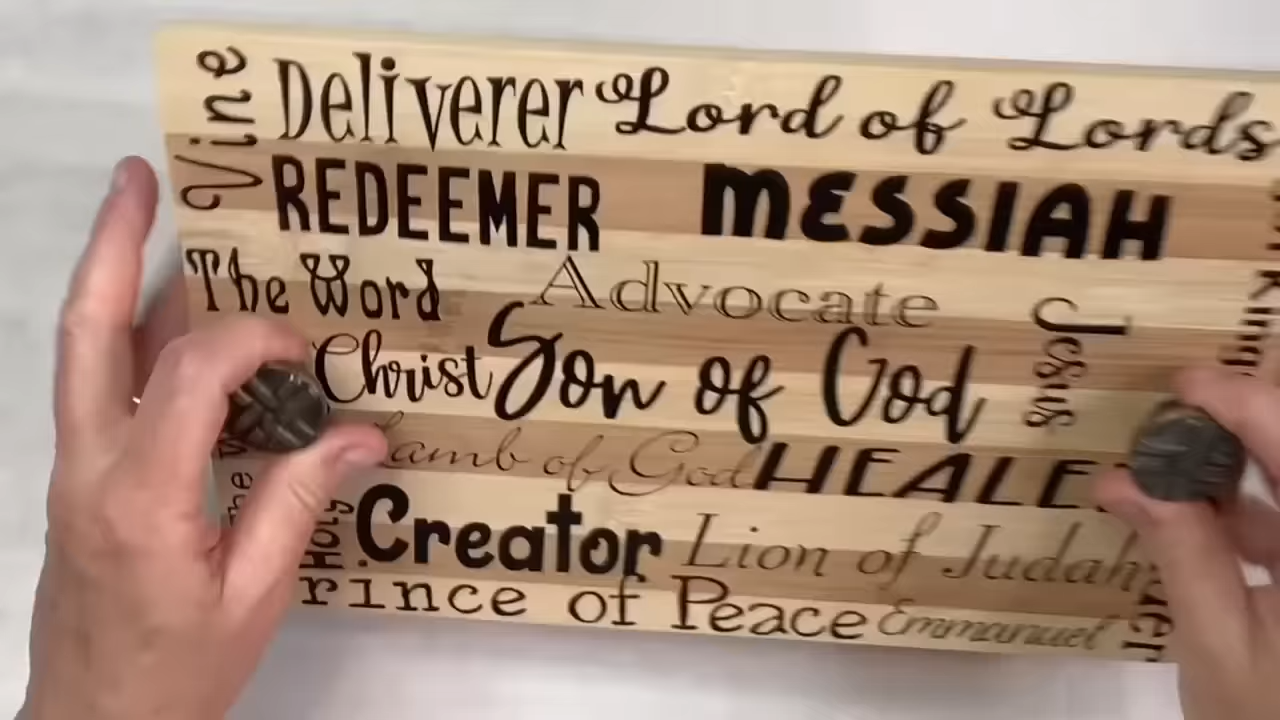 Vine
Deliverer Lord of Lords
REDEEMER MESSIAH
The Word Advocate
Jesus
Christ Son of God
Lamb of God HEALE
Holy
Creator Lion of Judah
rince of Peace Emmanuel